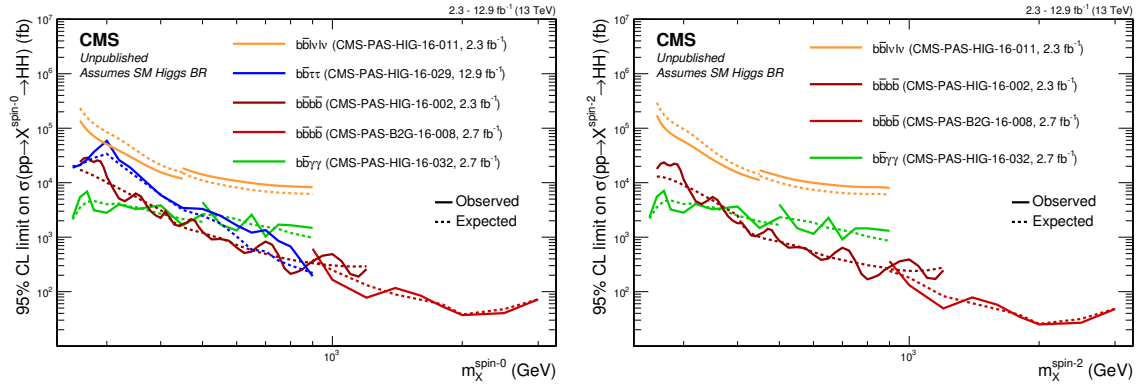 2.3 - 12.9 fb⁻¹ (13 TeV)
CMS
Unpublished
Assumes SM Higgs BR
bb̄lνlν (CMS-PAS-HIG-16-011, 2.3 fb⁻¹)
bb̄ττ (CMS-PAS-HIG-16-029, 12.9 fb⁻¹)
bb̄bb̄ (CMS-PAS-HIG-16-002, 2.3 fb⁻¹)
bb̄bb̄ (CMS-PAS-B2G-16-008, 2.7 fb⁻¹)
bb̄γγ (CMS-PAS-HIG-16-032, 2.7 fb⁻¹)
Observed
Expected
95% CL limit on σ(pp→X^spin-0→HH) (fb)
10⁷
10⁶
10⁵
10⁴
10³
10²
10³
m_X^spin-0 (GeV)
2.3 - 12.9 fb⁻¹ (13 TeV)
CMS
Unpublished
Assumes SM Higgs BR
bb̄lνlν (CMS-PAS-HIG-16-011, 2.3 fb⁻¹)
bb̄bb̄ (CMS-PAS-HIG-16-002, 2.3 fb⁻¹)
bb̄bb̄ (CMS-PAS-B2G-16-008, 2.7 fb⁻¹)
bb̄γγ (CMS-PAS-HIG-16-032, 2.7 fb⁻¹)
Observed
Expected
95% CL limit on σ(pp→X^spin-2→HH) (fb)
10⁷
10⁶
10⁵
10⁴
10³
10²
10³
m_X^spin-2 (GeV)